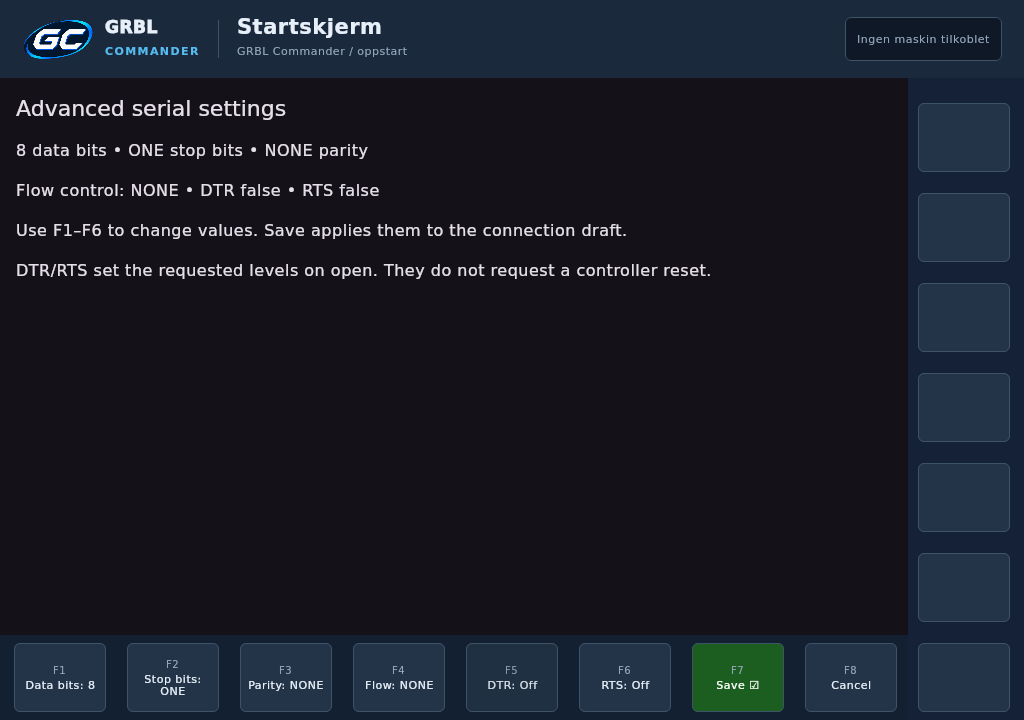 GC
GRBL
COMMANDER
Startskjerm
GRBL Commander / oppstart
Ingen maskin tilkoblet
Advanced serial settings
8 data bits • ONE stop bits • NONE parity
Flow control: NONE • DTR false • RTS false
Use F1–F6 to change values. Save applies them to the connection draft.
DTR/RTS set the requested levels on open. They do not request a controller reset.
F1
Data bits: 8
F2
Stop bits:
ONE
F3
Parity: NONE
F4
Flow: NONE
F5
DTR: Off
F6
RTS: Off
F7
Save ☑
F8
Cancel